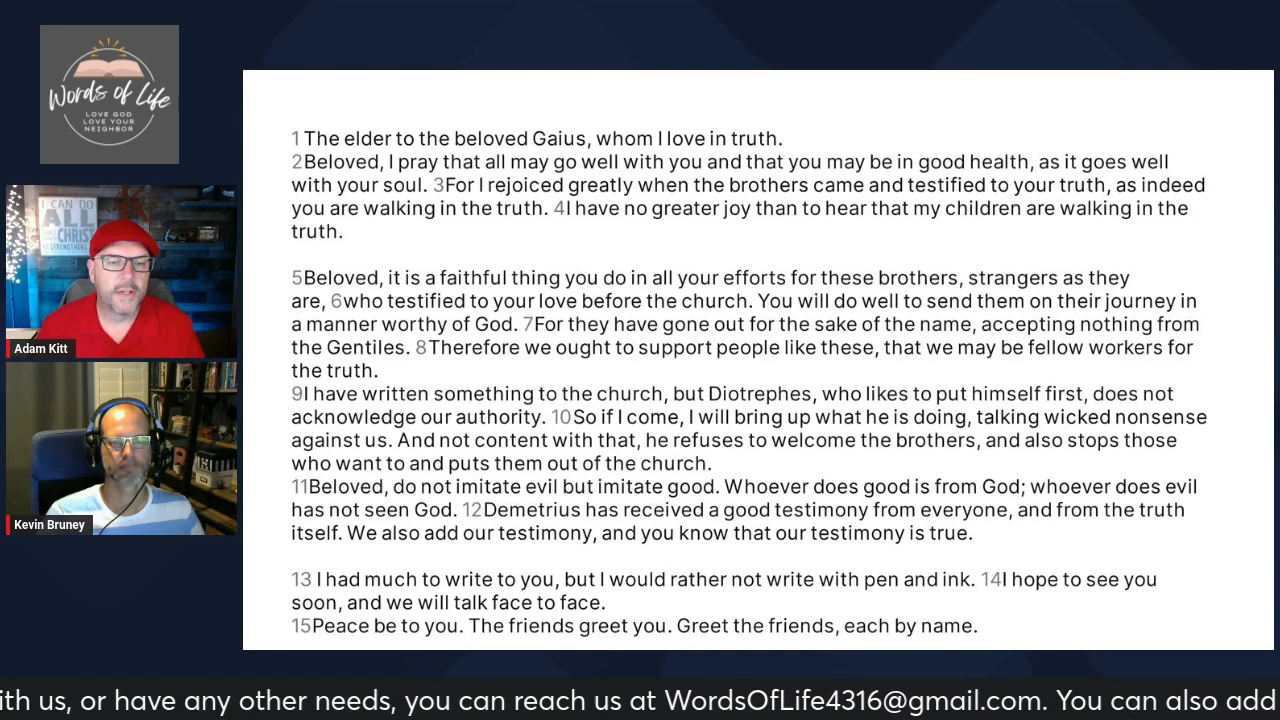 Words of Life
LOVE GOD
LOVE YOUR
NEIGHBOR
I CAN DO
ALL
CHRIST
STRENGTHENS
Adam Kitt
Kevin Bruney
1 The elder to the beloved Gaius, whom I love in truth.
2Beloved, I pray that all may go well with you and that you may be in good health, as it goes well
with your soul. 3For I rejoiced greatly when the brothers came and testified to your truth, as indeed
you are walking in the truth. 4I have no greater joy than to hear that my children are walking in the
truth.
5Beloved, it is a faithful thing you do in all your efforts for these brothers, strangers as they
are, 6who testified to your love before the church. You will do well to send them on their journey in
a manner worthy of God. 7For they have gone out for the sake of the name, accepting nothing from
the Gentiles. 8Therefore we ought to support people like these, that we may be fellow workers for
the truth.
9I have written something to the church, but Diotrephes, who likes to put himself first, does not
acknowledge our authority. 10So if I come, I will bring up what he is doing, talking wicked nonsense
against us. And not content with that, he refuses to welcome the brothers, and also stops those
who want to and puts them out of the church.
11Beloved, do not imitate evil but imitate good. Whoever does good is from God; whoever does evil
has not seen God. 12Demetrius has received a good testimony from everyone, and from the truth
itself. We also add our testimony, and you know that our testimony is true.
13 I had much to write to you, but I would rather not write with pen and ink. 14I hope to see you
soon, and we will talk face to face.
15Peace be to you. The friends greet you. Greet the friends, each by name.
ith us, or have any other needs, you can reach us at WordsOfLife4316@gmail.com. You can also add